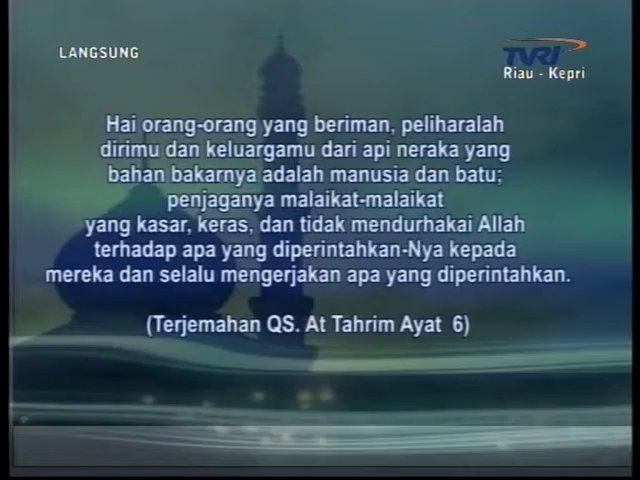 LANGSUNG
TVRI
Riau - Kepri
Hai orang-orang yang beriman, peliharalah
dirimu dan keluargamu dari api neraka yang
bahan bakarnya adalah manusia dan batu;
penjaganya malaikat-malaikat
yang kasar, keras, dan tidak mendurhakai Allah
terhadap apa yang diperintahkan-Nya kepada
mereka dan selalu mengerjakan apa yang diperintahkan.
(Terjemahan QS. At Tahrim Ayat 6)